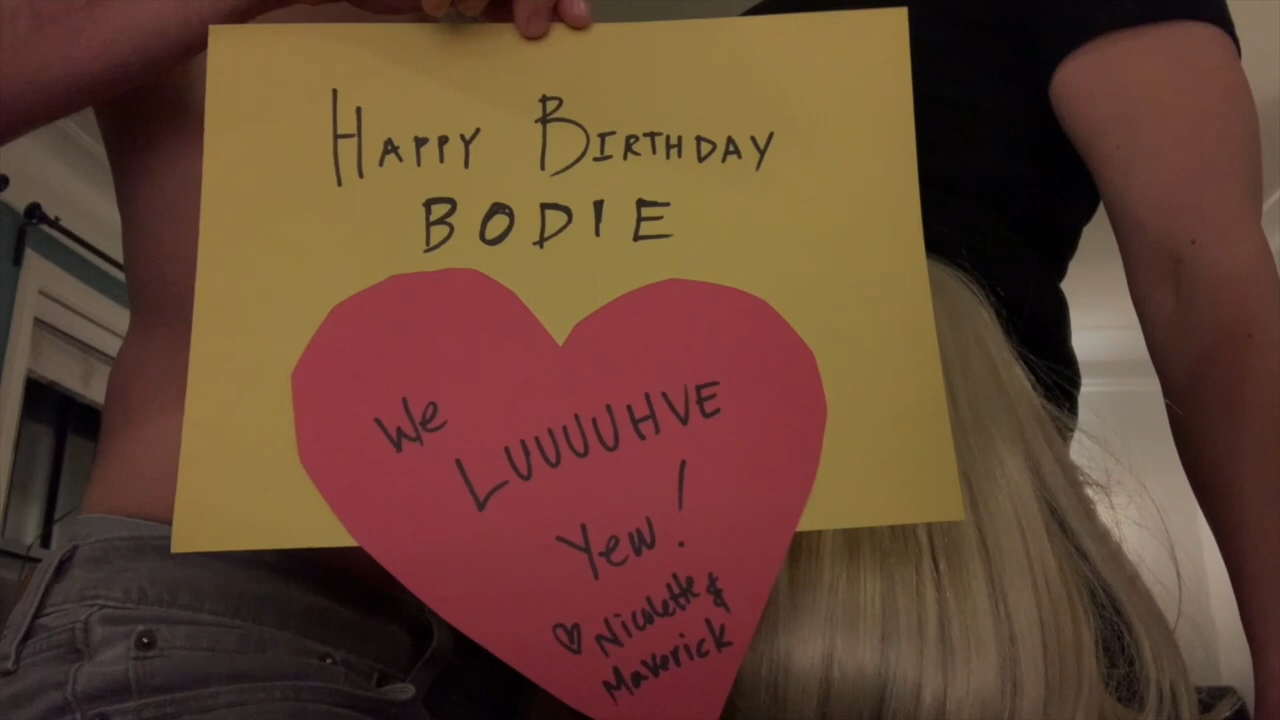 HAPPY BIRTHDAY
BODIE
We
LUUUUHVE
Yew!
♡ Nicolette &
Maverick